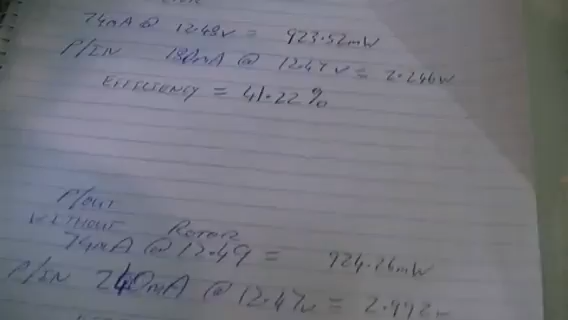 74mA @ 12.48v = 923.52mW
P/IN 180mA @ 12.47v = 2.246w
EFFICIENCY = 41.22%
P/OUT
WITHOUT ROTOR
74mA @ 12.49 = 924.26mW
P/IN 240mA @ 12.47v = 2.992